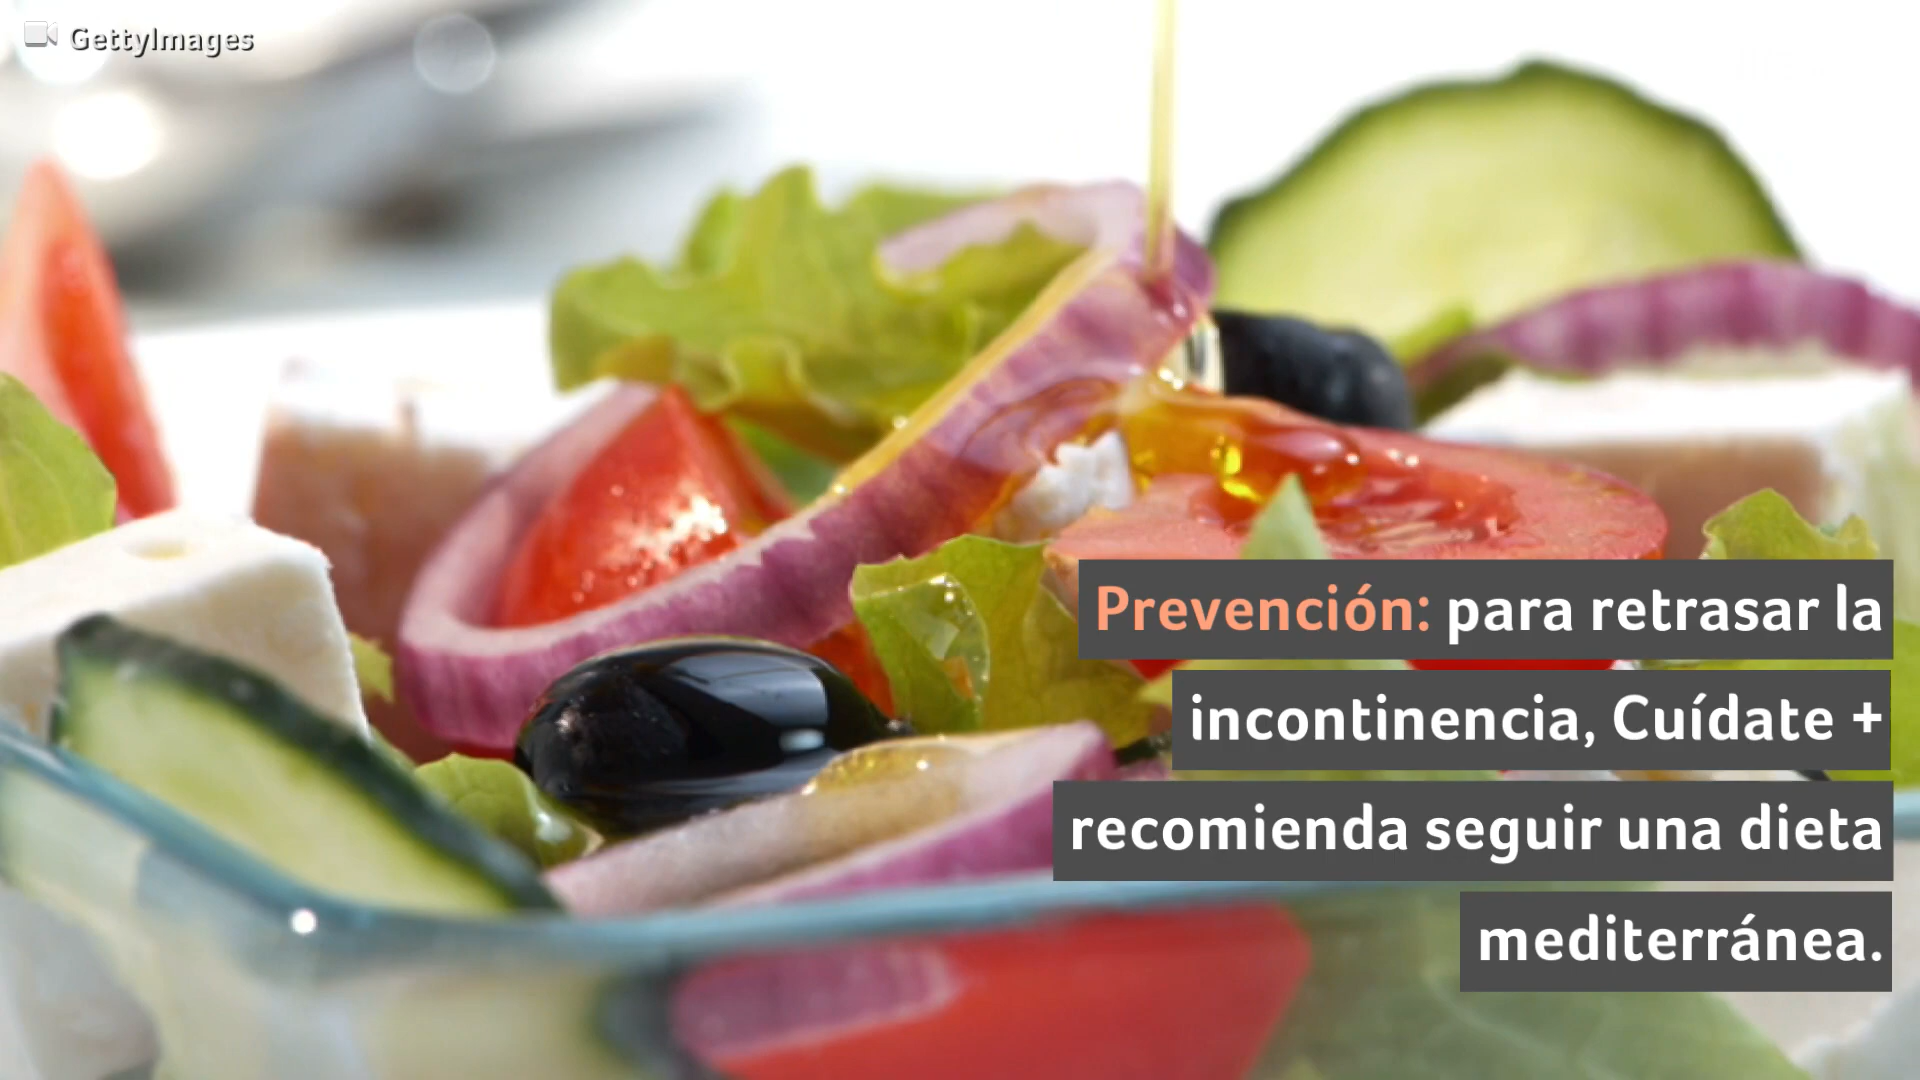 GettyImages
Prevención: para retrasar la
incontinencia, Cuídate +
recomienda seguir una dieta
mediterránea.